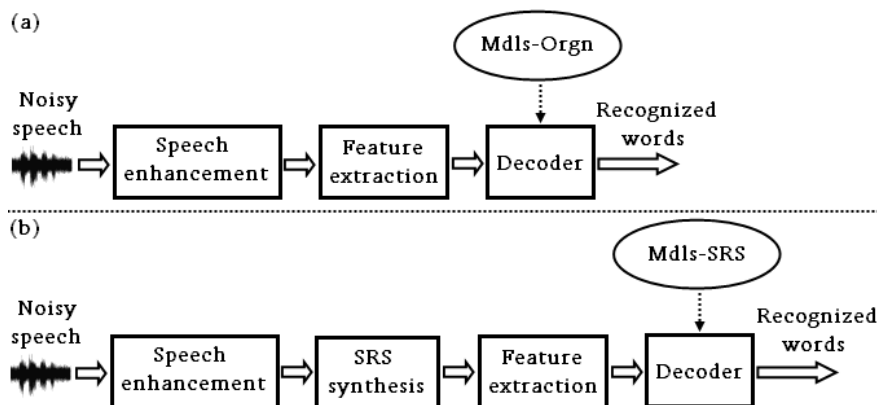 (a)
Mdls-Orgn
Noisy
speech
Speech
enhancement
Feature
extraction
Decoder
Recognized
words
(b)
Mdls-SRS
Noisy
speech
Speech
enhancement
SRS
synthesis
Feature
extraction
Decoder
Recognized
words